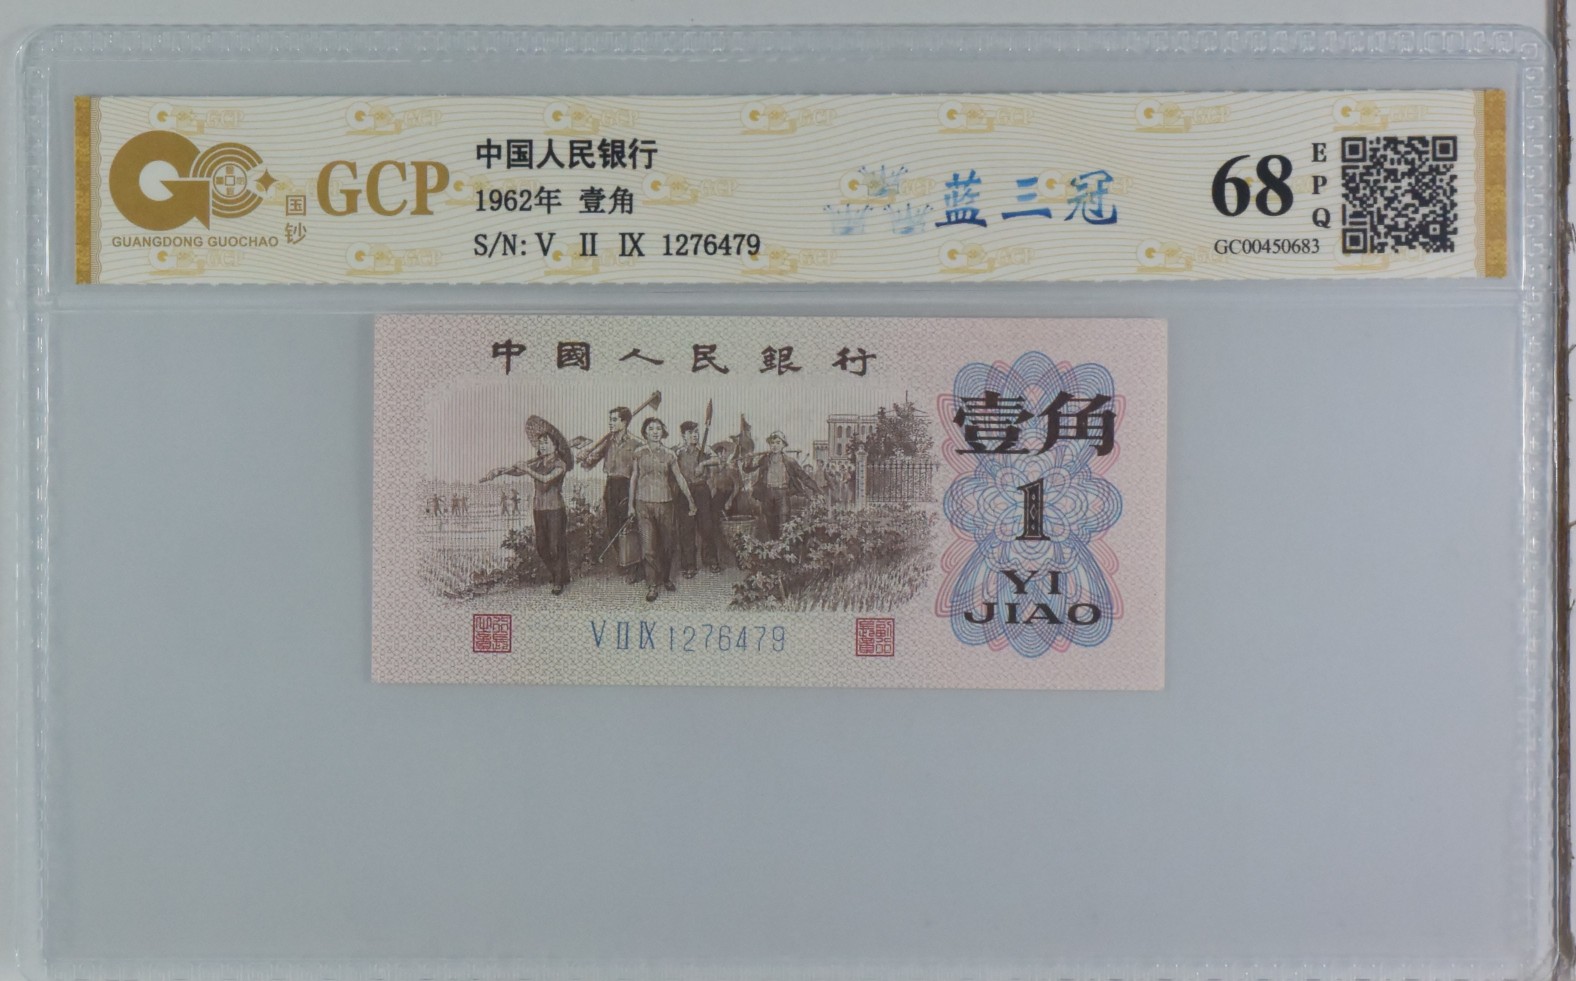 GCP
国钞
GUANGDONG GUOCHAO
中国人民银行
1962年 壹角
S/N: V Ⅱ Ⅸ 1276479
蓝三冠
68
EPQ
GC00450683
中國人民銀行
壹角
1
YI
JIAO
V Ⅱ Ⅸ 1276479